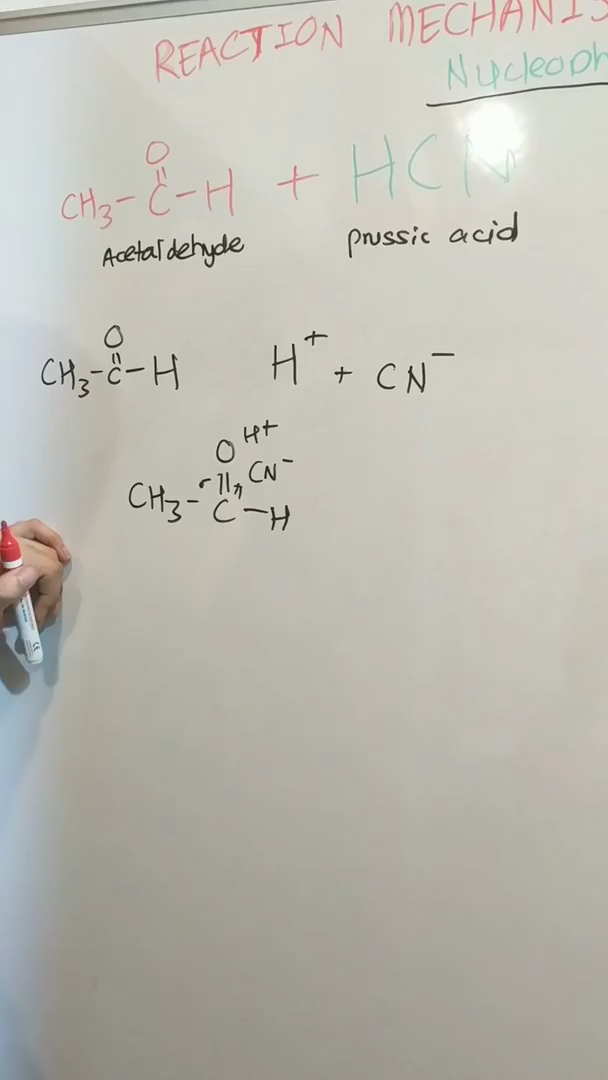 REACTION MECHANIS
Nucleoph
O
CH3-C-H + HCN
Acetaldehyde prussic acid
O
CH3-C-H H+ + CN-
O H+
CN-
CH3-C-H